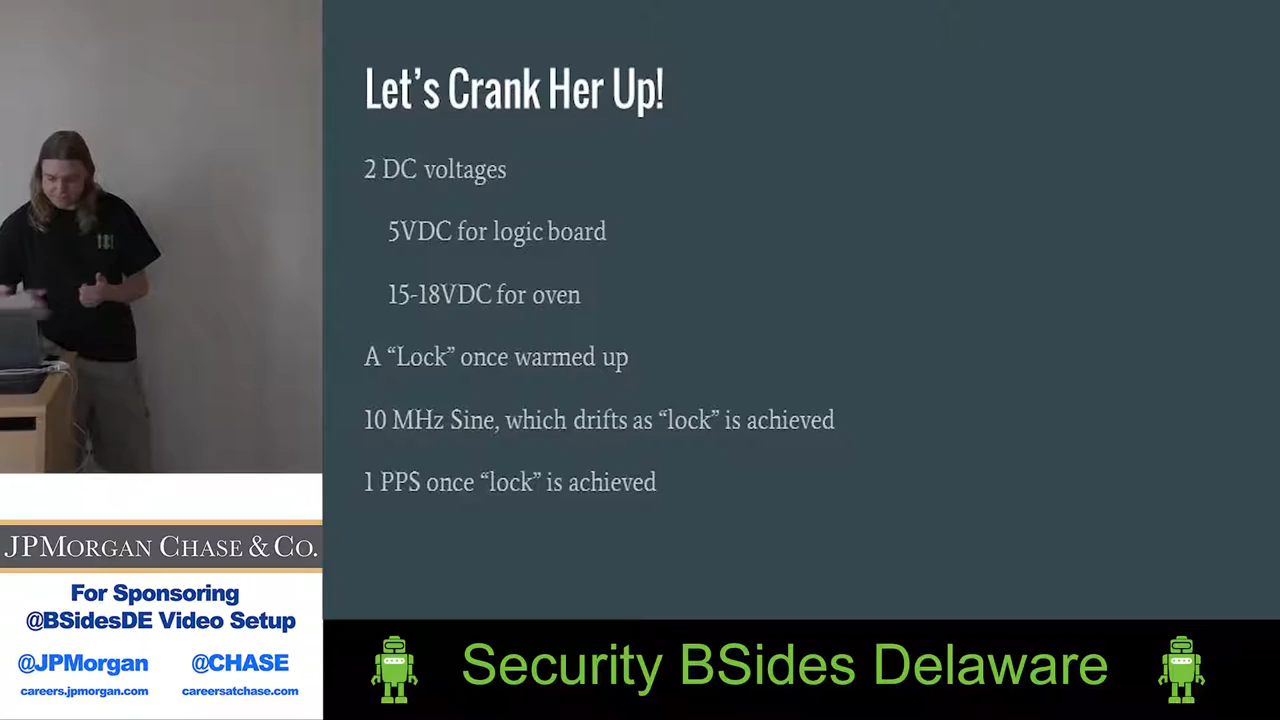 Let's Crank Her Up!
2 DC voltages
5VDC for logic board
15-18VDC for oven
A “Lock” once warmed up
10 MHz Sine, which drifts as “lock” is achieved
1 PPS once “lock” is achieved
JPMORGAN CHASE & CO.
For Sponsoring
@BSidesDE Video Setup
@JPMorgan @CHASE
careers.jpmorgan.com careersatchase.com
Security BSides Delaware